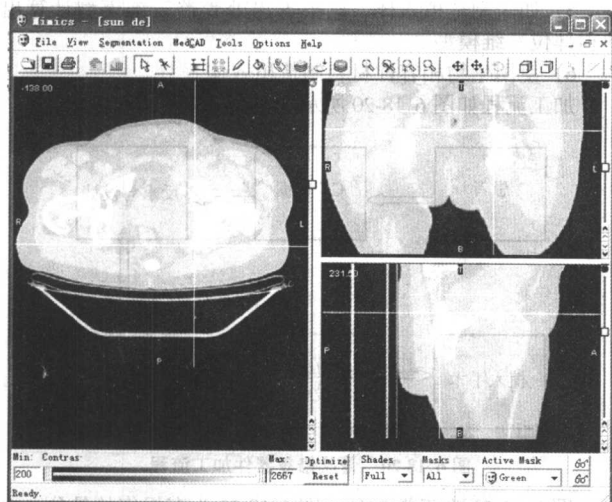 Mimics - [sun de]
File View Segmentation MedCAD Tools Options Help
-138.00
A
R
L
P
T
R
L
B
231.50
T
P
A
Min: Contras Max: Optimize Shades Masks Active Mask
200 2667 Reset Full All Green
Ready